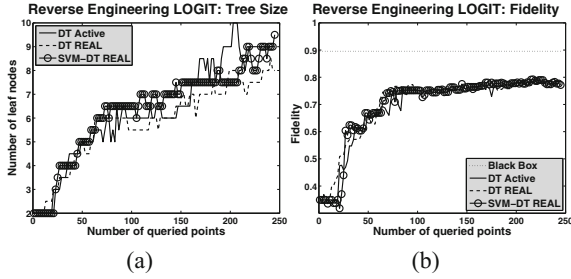 Reverse Engineering LOGIT: Tree Size
10
9
8
7
6
5
4
3
2
0
50
100
150
200
250
Number of leaf nodes
Number of queried points
DT Active
DT REAL
SVM-DT REAL
(a)
Reverse Engineering LOGIT: Fidelity
1
0.9
0.8
0.7
0.6
0.5
0.4
0
50
100
150
200
250
Fidelity
Number of queried points
Black Box
DT Active
DT REAL
SVM-DT REAL
(b)